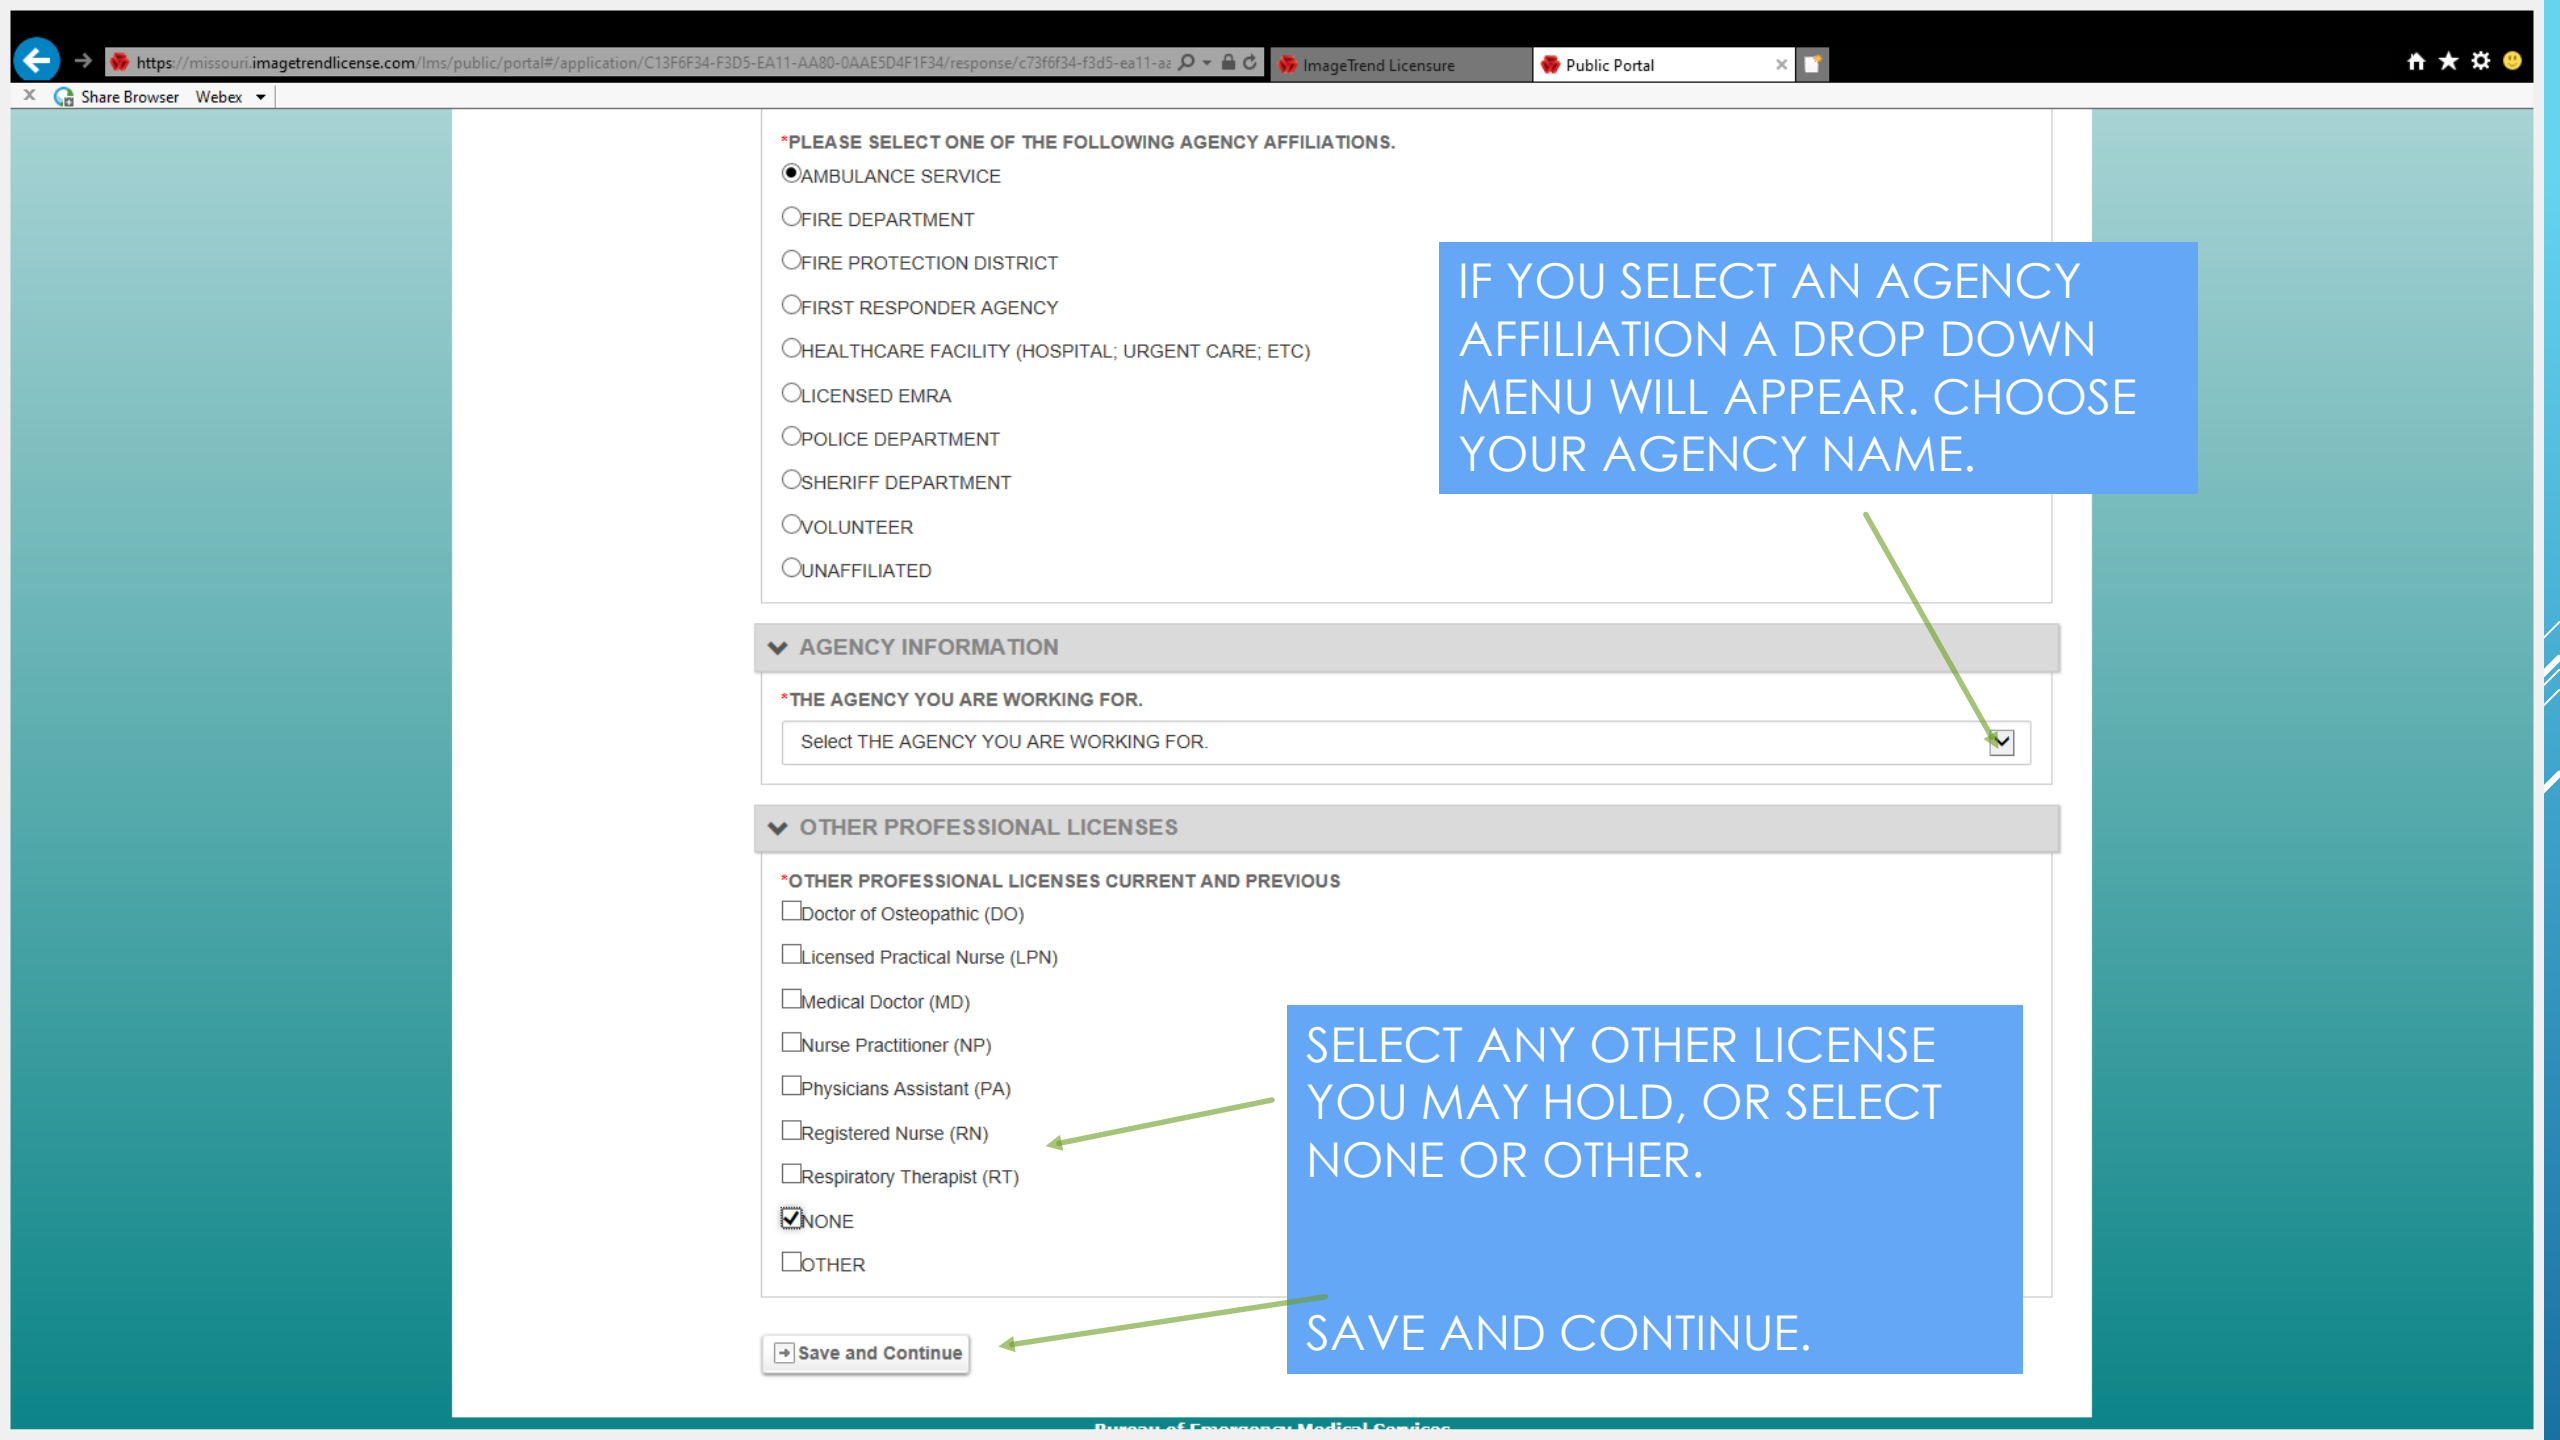 https://missouri.imagetrendlicense.com/lms/public/portal#/application/C13F6F34-F3D5-EA11-AA80-0AAE5D4F1F34/response/c73f6f34-f3d5-ea11-aa
ImageTrend Licensure
Public Portal
Share Browser Webex
*PLEASE SELECT ONE OF THE FOLLOWING AGENCY AFFILIATIONS.
AMBULANCE SERVICE
FIRE DEPARTMENT
FIRE PROTECTION DISTRICT
FIRST RESPONDER AGENCY
HEALTHCARE FACILITY (HOSPITAL; URGENT CARE; ETC)
LICENSED EMRA
POLICE DEPARTMENT
SHERIFF DEPARTMENT
VOLUNTEER
UNAFFILIATED
IF YOU SELECT AN AGENCY
AFFILIATION A DROP DOWN
MENU WILL APPEAR. CHOOSE
YOUR AGENCY NAME.
AGENCY INFORMATION
*THE AGENCY YOU ARE WORKING FOR.
Select THE AGENCY YOU ARE WORKING FOR.
OTHER PROFESSIONAL LICENSES
*OTHER PROFESSIONAL LICENSES CURRENT AND PREVIOUS
Doctor of Osteopathic (DO)
Licensed Practical Nurse (LPN)
Medical Doctor (MD)
Nurse Practitioner (NP)
Physicians Assistant (PA)
Registered Nurse (RN)
Respiratory Therapist (RT)
NONE
OTHER
SELECT ANY OTHER LICENSE
YOU MAY HOLD, OR SELECT
NONE OR OTHER.
SAVE AND CONTINUE.
Save and Continue
Bureau of Emergency Medical Services